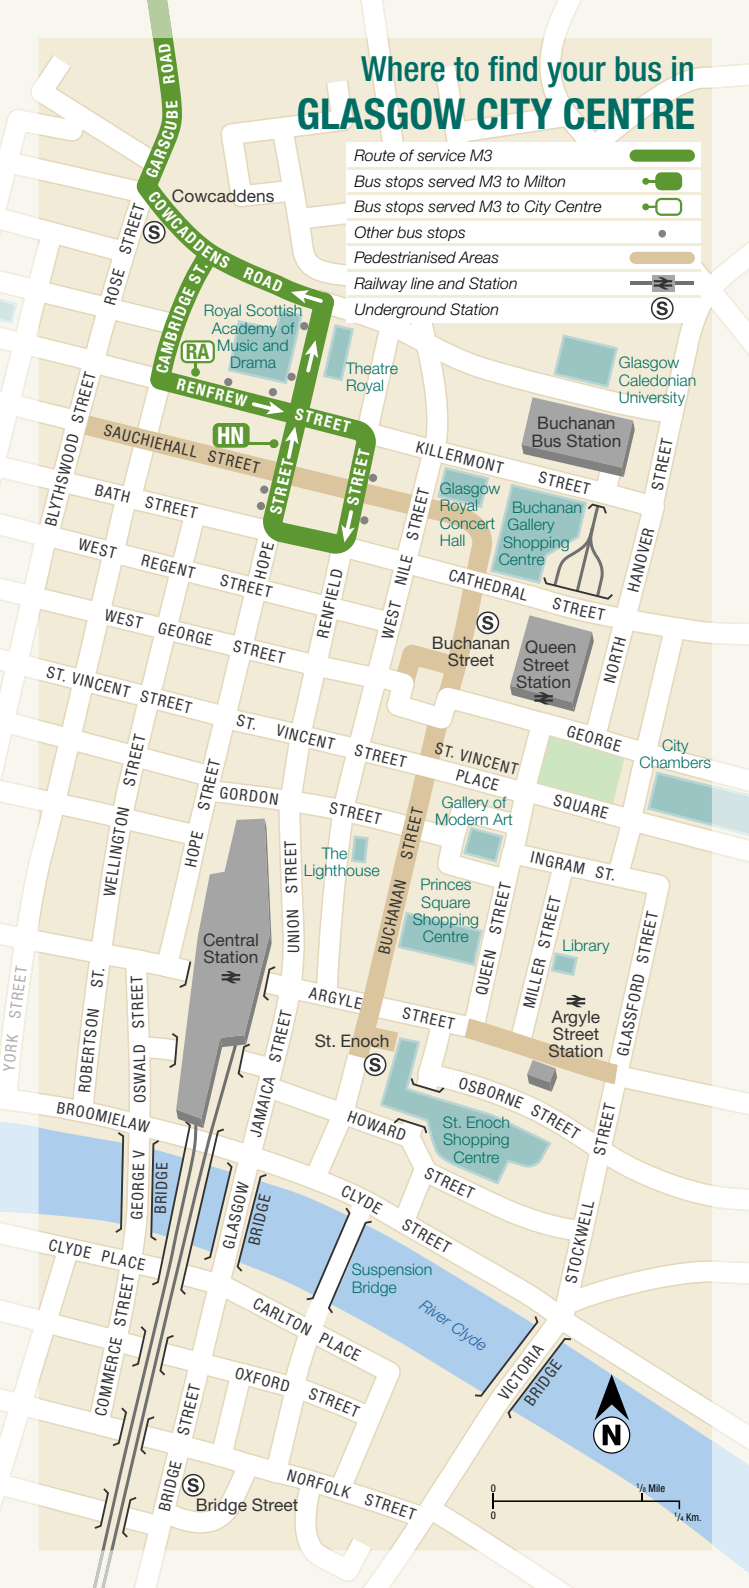 Where to find your bus in
GLASGOW CITY CENTRE
Route of service M3
Bus stops served M3 to Milton
Bus stops served M3 to City Centre
Other bus stops
Pedestrianised Areas
Railway line and Station
Underground Station
S
GARSCUBE ROAD
Cowcaddens
S
COWCADDENS ROAD
ROSE STREET
CAMBRIDGE ST.
Royal Scottish
Academy of
Music and
Drama
RA
Theatre
Royal
Glasgow
Caledonian
University
RENFREW STREET
Buchanan
Bus Station
HN
SAUCHIEHALL STREET
BLYTHSWOOD STREET
KILLERMONT STREET
STREET
STREET
Glasgow
Royal
Concert
Hall
Buchanan
Gallery
Shopping
Centre
BATH STREET
HOPE
RENFIELD
WEST NILE STREET
NORTH HANOVER STREET
WEST REGENT STREET
CATHEDRAL STREET
S
Buchanan
Street
Queen
Street
Station
WEST GEORGE STREET
ST. VINCENT STREET
ST. VINCENT STREET
ST. VINCENT
PLACE
GEORGE
SQUARE
City
Chambers
WELLINGTON STREET
HOPE STREET
GORDON STREET
Gallery of
Modern Art
The
Lighthouse
UNION STREET
BUCHANAN STREET
INGRAM ST.
Princes
Square
Shopping
Centre
QUEEN STREET
MILLER STREET
Library
GLASSFORD STREET
Central
Station
YORK STREET
ROBERTSON ST.
OSWALD STREET
ARGYLE STREET
Argyle
Street
Station
St. Enoch
S
JAMAICA STREET
OSBORNE STREET
BROOMIELAW
HOWARD STREET
St. Enoch
Shopping
Centre
STOCKWELL STREET
GEORGE V
BRIDGE
GLASGOW
BRIDGE
CLYDE STREET
CLYDE PLACE
Suspension
Bridge
River Clyde
COMMERCE STREET
CARLTON PLACE
VICTORIA
BRIDGE
OXFORD STREET
BRIDGE STREET
N
S
Bridge Street
NORFOLK STREET
0
1/8 Mile
0
1/4 Km.